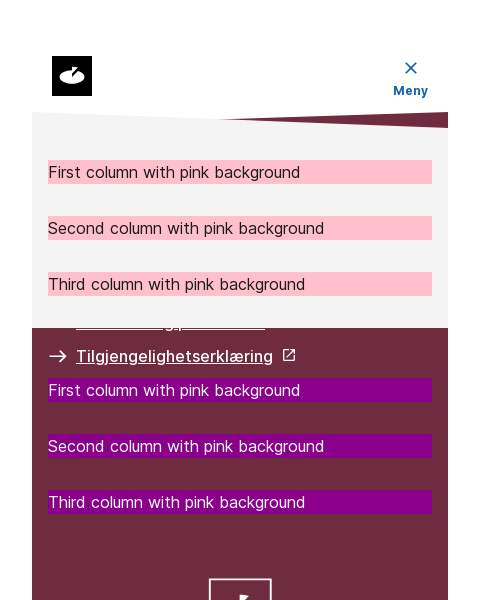 Meny
First column with pink background
Second column with pink background
Third column with pink background
Tilgjengelighetserklæring
First column with pink background
Second column with pink background
Third column with pink background